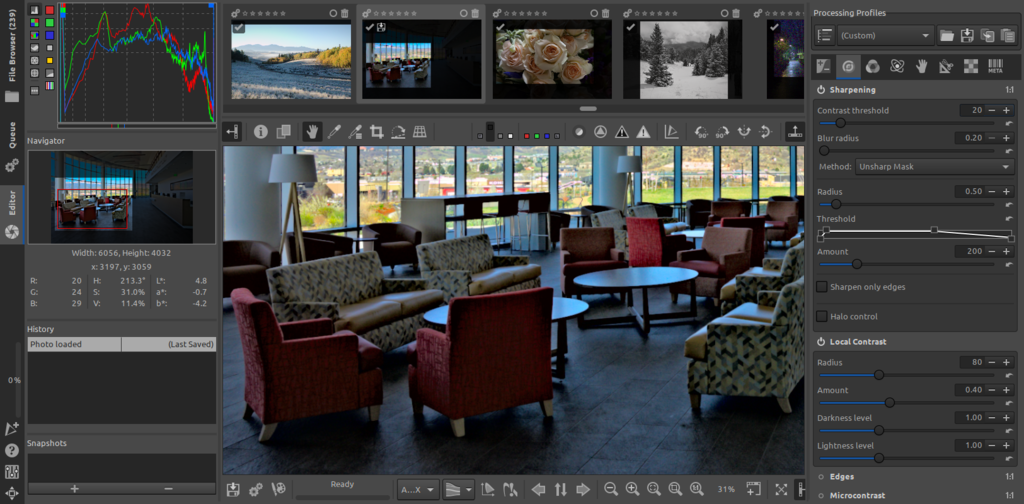 File Browser (239)
Queue
Editor
0 %
Navigator
Width: 6056, Height: 4032
x: 3197, y: 3059
R: 20 H: 213.3° L*: 4.8
G: 24 S: 31.0% a*: -0.7
B: 29 V: 11.4% b*: -4.2
History
Photo loaded (Last Saved)
Snapshots
Ready
A...X
31%
Processing Profiles
(Custom)
META
Sharpening 1:1
Contrast threshold 20
Blur radius 0.20
Method: Unsharp Mask
Radius 0.50
Threshold
Amount 200
Sharpen only edges
Halo control
Local Contrast
Radius 80
Amount 0.40
Darkness level 1.00
Lightness level 1.00
Edges 1:1
Microcontrast 1:1